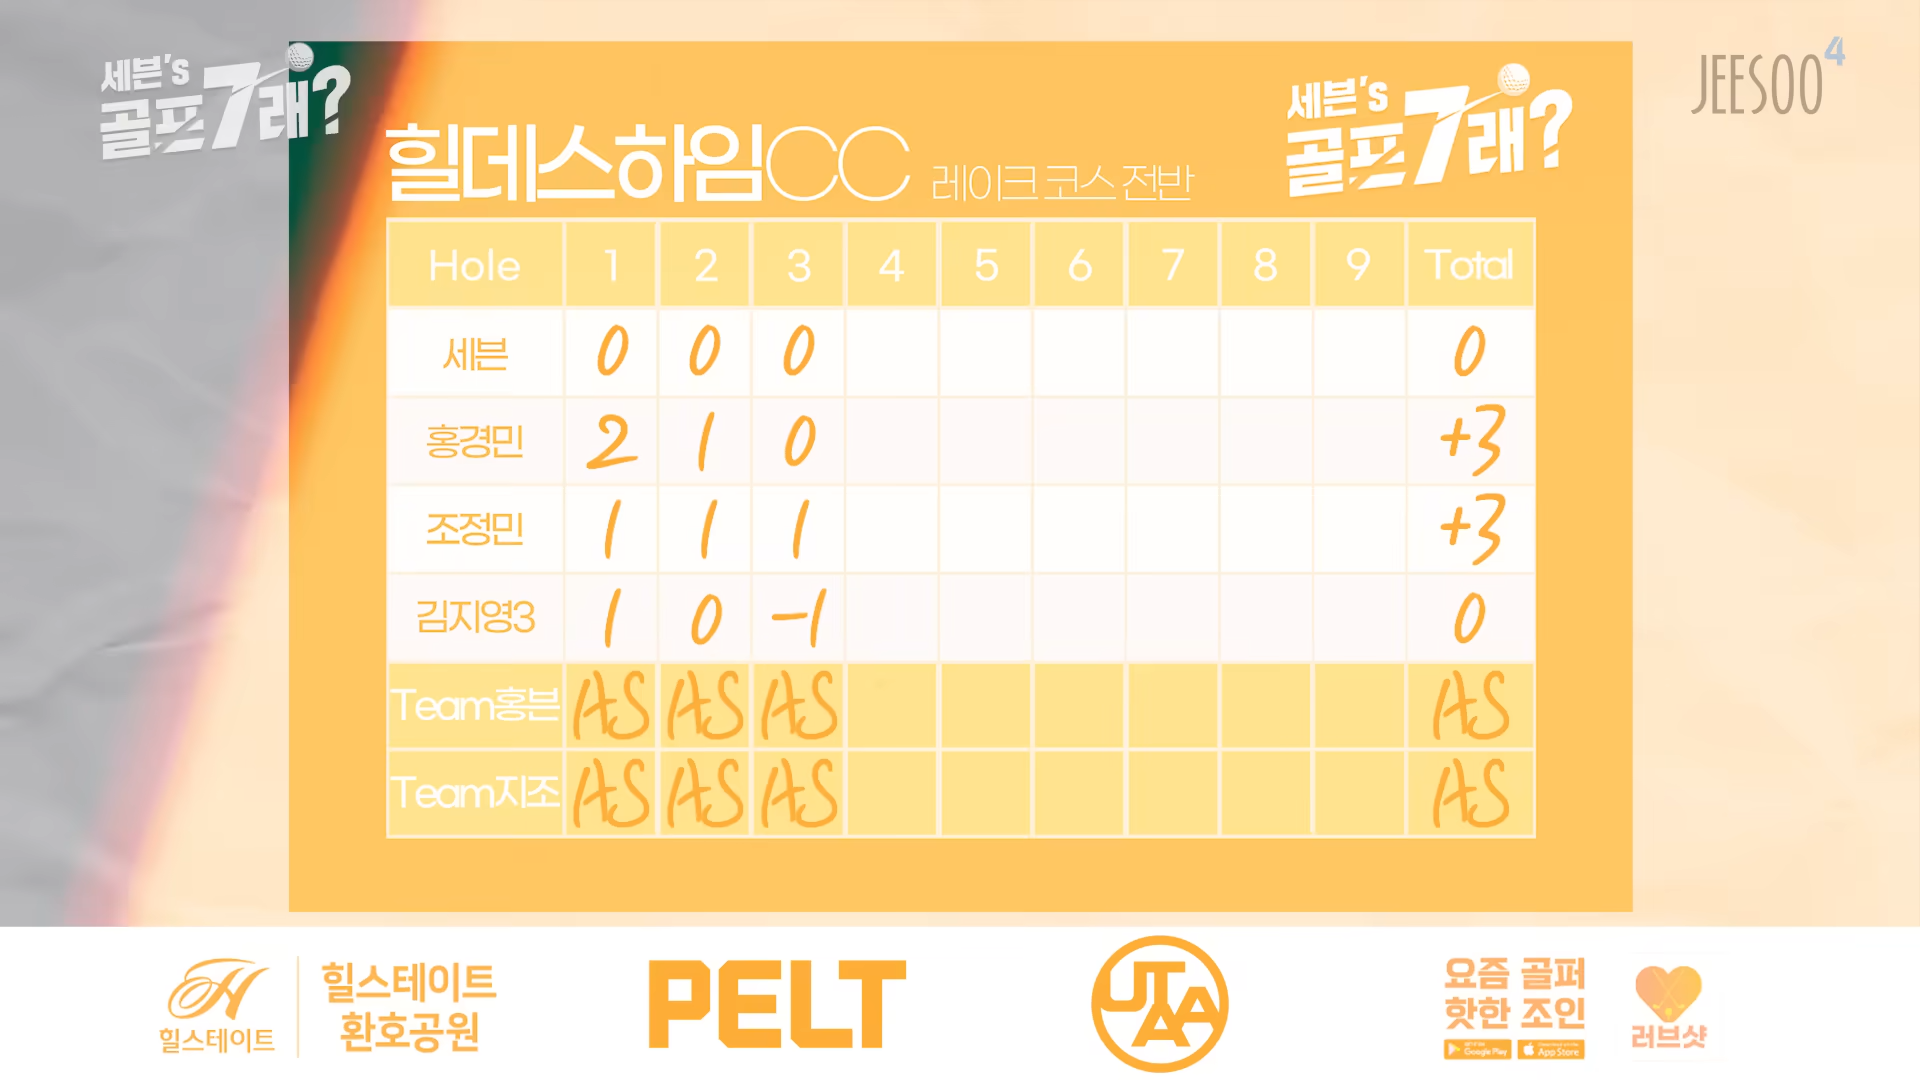 세븐's
골프7래?
JEESOO4
세븐's
골프7래?
힐데스하임CC 레이크 코스 전반
Hole 1 2 3 4 5 6 7 8 9 Total
세븐 0 0 0 0
홍경민 2 1 0 +3
조정민 1 1 1 +3
김지영3 1 0 -1 0
Team홍븐 AS AS AS AS
Team지조 AS AS AS AS
H
힐스테이트
힐스테이트
환호공원
PELT
JTAA
요즘 골퍼
핫한 조인
Google Play
App Store
러브샷